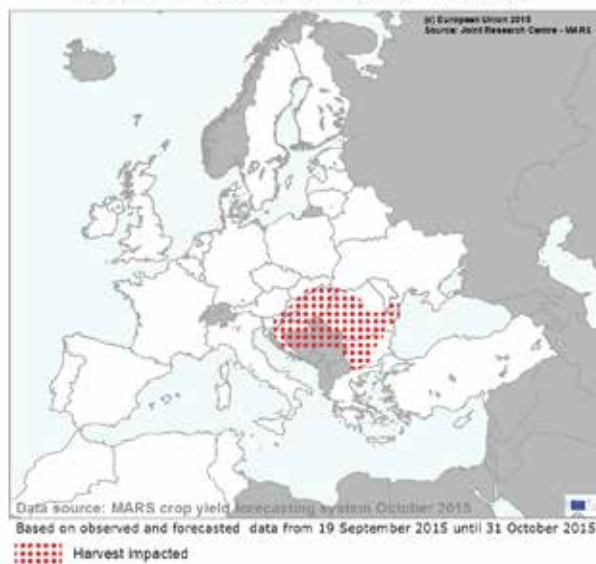 (c) European Union 2015
Source: Joint Research Centre - MARS
Data source: MARS crop yield forecasting system October 2015
Based on observed and forecasted data from 19 September 2015 until 31 October 2015
Harvest impacted